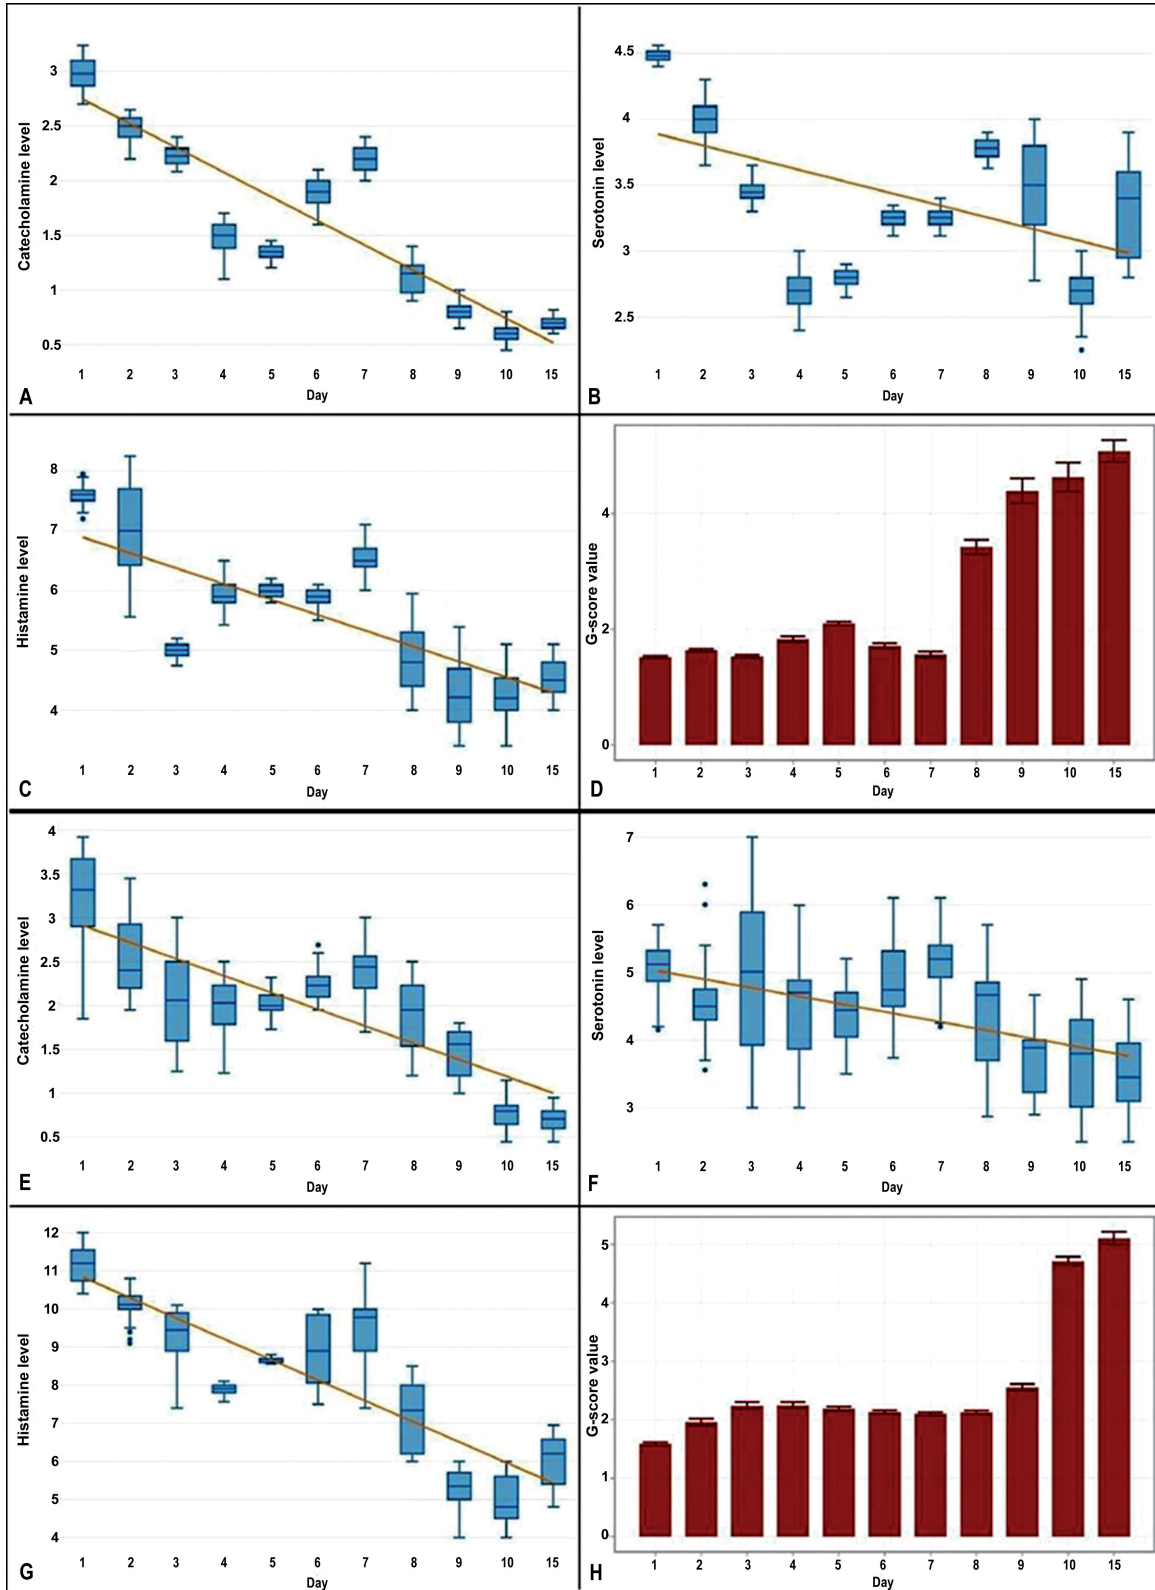 Catecholamine level
3
2.5
2
1.5
1
0.5
1 2 3 4 5 6 7 8 9 10 15
Day
A
Serotonin level
4.5
4
3.5
3
2.5
1 2 3 4 5 6 7 8 9 10 15
Day
B
Histamine level
8
7
6
5
4
1 2 3 4 5 6 7 8 9 10 15
Day
C
G-score value
4
2
0
1 2 3 4 5 6 7 8 9 10 15
Day
D
Catecholamine level
4
3.5
3
2.5
2
1.5
1
0.5
1 2 3 4 5 6 7 8 9 10 15
Day
E
Serotonin level
7
6
5
4
3
1 2 3 4 5 6 7 8 9 10 15
Day
F
Histamine level
12
11
10
9
8
7
6
5
4
1 2 3 4 5 6 7 8 9 10 15
Day
G
G-score value
5
4
3
2
1
0
1 2 3 4 5 6 7 8 9 10 15
Day
H